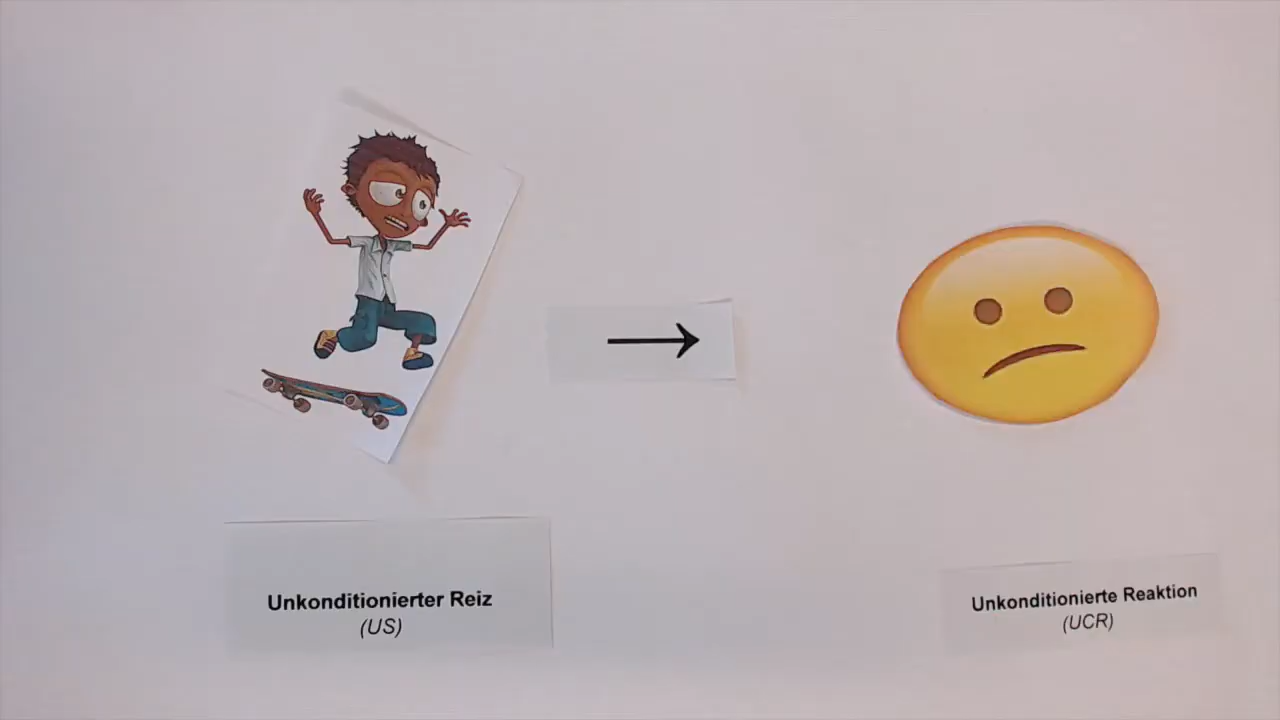 Unkonditionierter Reiz
(US)
Unkonditionierte Reaktion
(UCR)